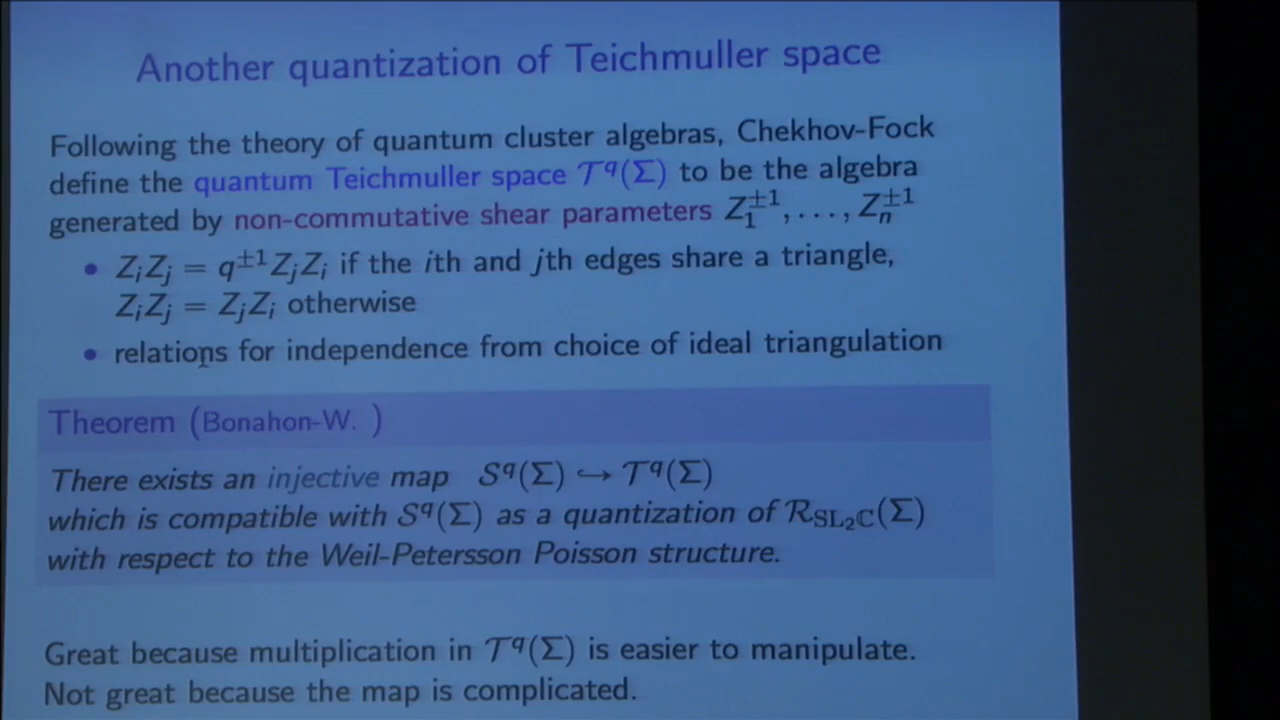 Another quantization of Teichmuller space
Following the theory of quantum cluster algebras, Chekhov-Fock
define the quantum Teichmuller space 𝒯^q(Σ) to be the algebra
generated by non-commutative shear parameters Z_1^{±1}, . . . , Z_n^{±1}
• Z_iZ_j = q^{±1}Z_jZ_i if the ith and jth edges share a triangle,
Z_iZ_j = Z_jZ_i otherwise
• relations for independence from choice of ideal triangulation
Theorem (Bonahon-W. )
There exists an injective map 𝒮^q(Σ) ↪ 𝒯^q(Σ)
which is compatible with 𝒮^q(Σ) as a quantization of ℛ_{SL_2ℂ}(Σ)
with respect to the Weil-Petersson Poisson structure.
Great because multiplication in 𝒯^q(Σ) is easier to manipulate.
Not great because the map is complicated.